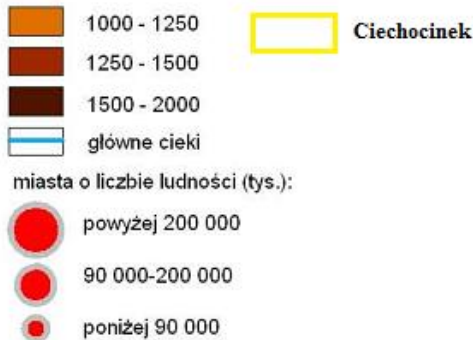 1000 - 1250
Ciechocinek
1250 - 1500
1500 - 2000
główne cieki
miasta o liczbie ludności (tys.):
powyżej 200 000
90 000-200 000
poniżej 90 000